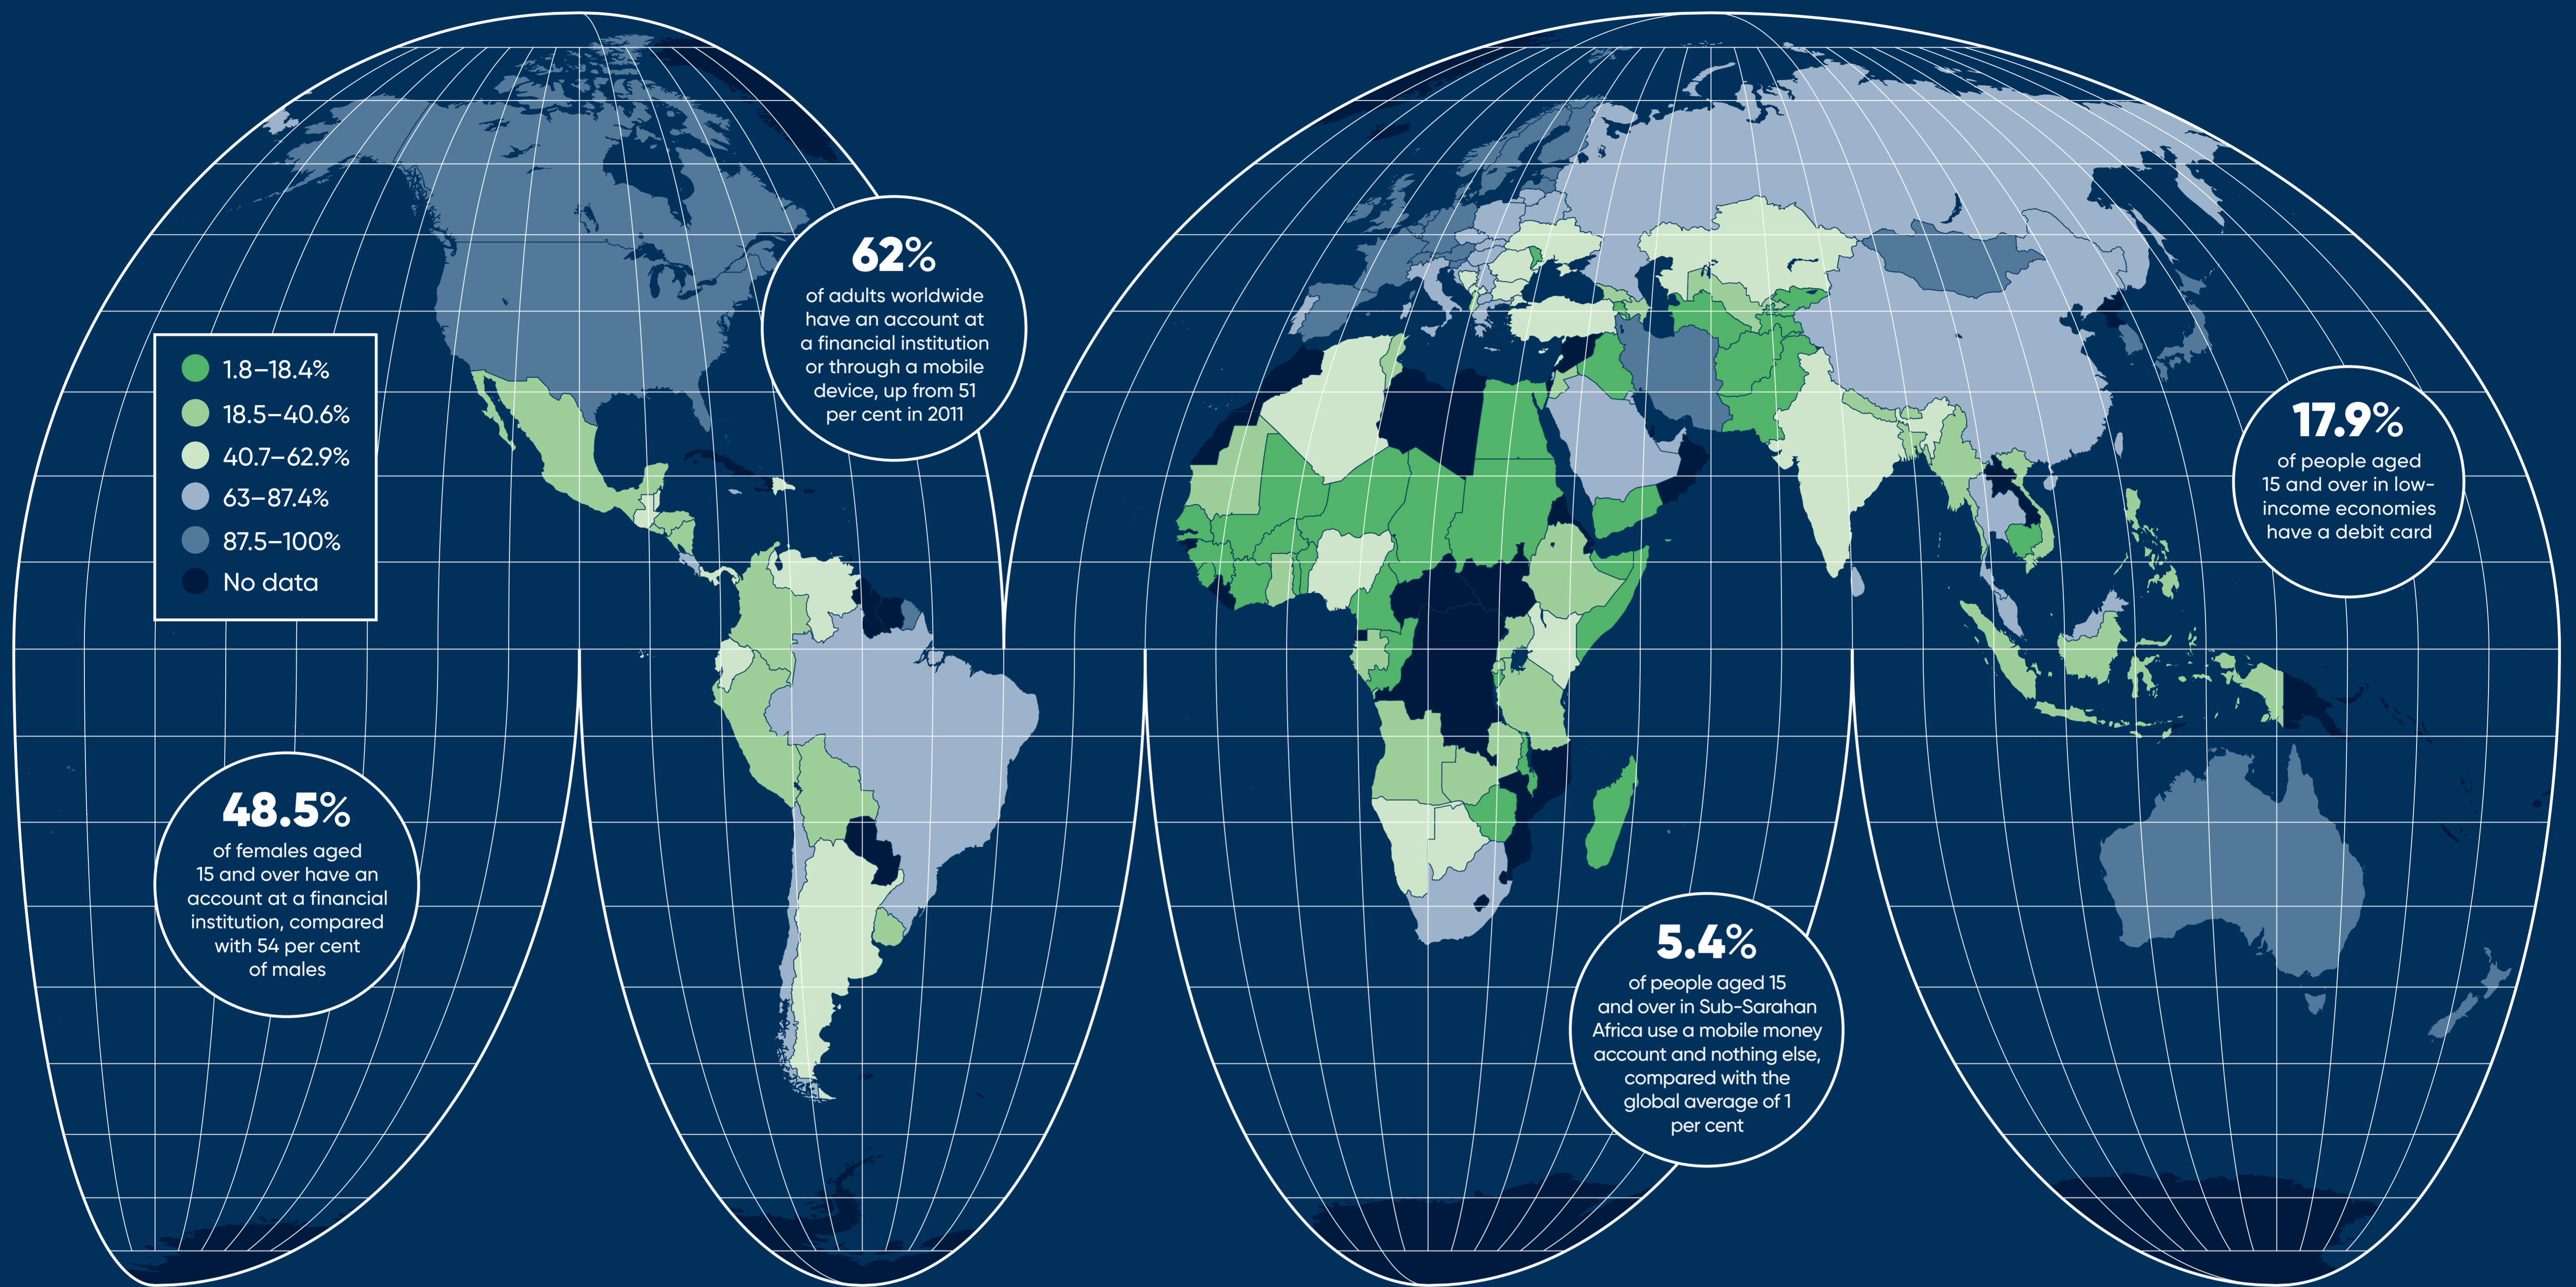 62%
of adults worldwide
have an account at
a financial institution
or through a mobile
device, up from 51
per cent in 2011
1.8–18.4%
18.5–40.6%
40.7–62.9%
63–87.4%
87.5–100%
No data
17.9%
of people aged
15 and over in low-
income economies
have a debit card
48.5%
of females aged
15 and over have an
account at a financial
institution, compared
with 54 per cent
of males
5.4%
of people aged 15
and over in Sub-Sarahan
Africa use a mobile money
account and nothing else,
compared with the
global average of 1
per cent